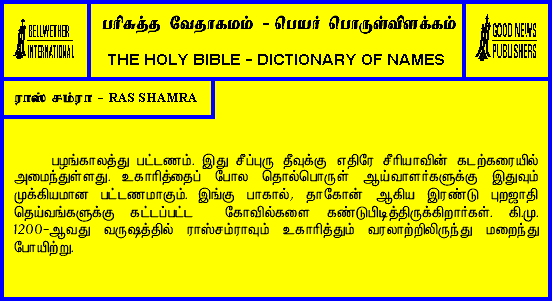 BELLWETHER
INTERNATIONAL
பரிசுத்த வேதாகமம் - பெயர் பொருள்விளக்கம்
THE HOLY BIBLE - DICTIONARY OF NAMES
GOOD NEWS
PUBLISHERS
ராஸ் சம்ரா - RAS SHAMRA
பழங்காலத்து பட்டணம். இது சீப்புரு தீவுக்கு எதிரே சீரியாவின் கடற்கரையில்
அமைந்துள்ளது. உகாரித்தைப் போல தொல்பொருள் ஆய்வாளர்களுக்கு இதுவும்
முக்கியமான பட்டணமாகும். இங்கு பாகால், தாகோன் ஆகிய இரண்டு புறஜாதி
தெய்வங்களுக்கு கட்டப்பட்ட கோவில்களை கண்டுபிடித்திருக்கிறார்கள். கி.மு.
1200-ஆவது வருஷத்தில் ராஸ்சம்ராவும் உகாரித்தும் வரலாற்றிலிருந்து மறைந்து
போயிற்று.